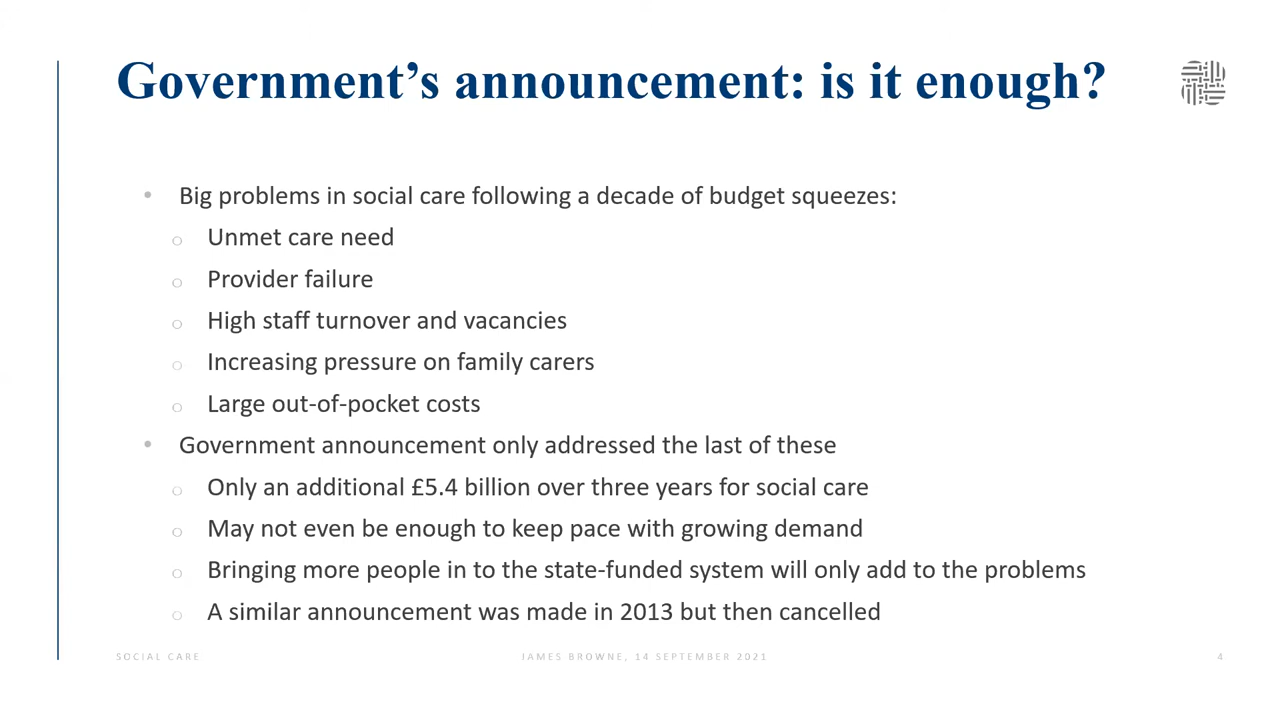 Government’s announcement: is it enough?
• Big problems in social care following a decade of budget squeezes:
o Unmet care need
o Provider failure
o High staff turnover and vacancies
o Increasing pressure on family carers
o Large out-of-pocket costs
• Government announcement only addressed the last of these
o Only an additional £5.4 billion over three years for social care
o May not even be enough to keep pace with growing demand
o Bringing more people in to the state-funded system will only add to the problems
o A similar announcement was made in 2013 but then cancelled
SOCIAL CARE
JAMES BROWNE, 14 SEPTEMBER 2021
4